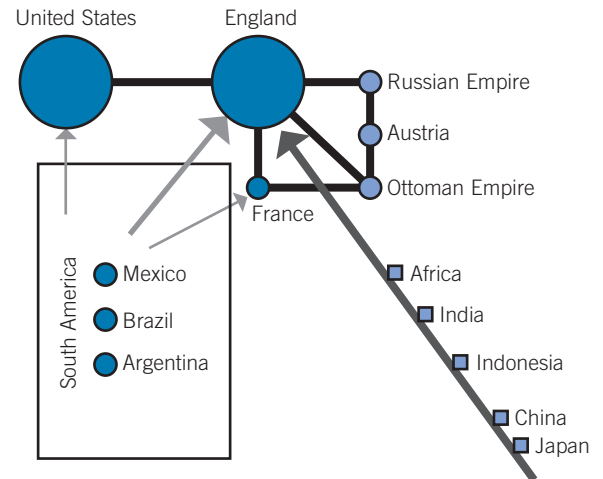 United States
England
Russian Empire
Austria
Ottoman Empire
France
South America
Mexico
Brazil
Argentina
Africa
India
Indonesia
China
Japan